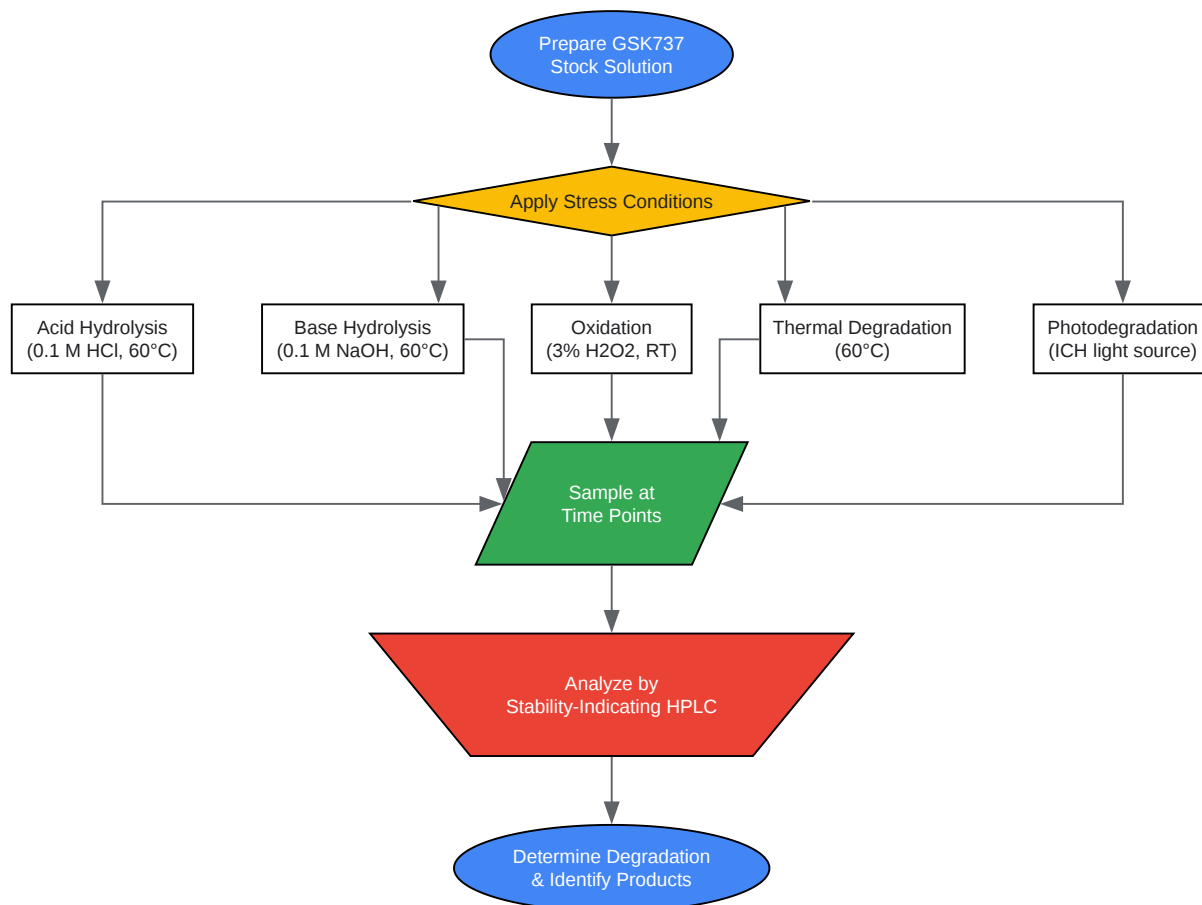 Prepare GSK737
Stock Solution
Apply Stress Conditions
Acid Hydrolysis
(0.1 M HCl, 60°C)
Base Hydrolysis
(0.1 M NaOH, 60°C)
Oxidation
(3% H2O2, RT)
Thermal Degradation
(60°C)
Photodegradation
(ICH light source)
Sample at
Time Points
Analyze by
Stability-Indicating HPLC
Determine Degradation
& Identify Products